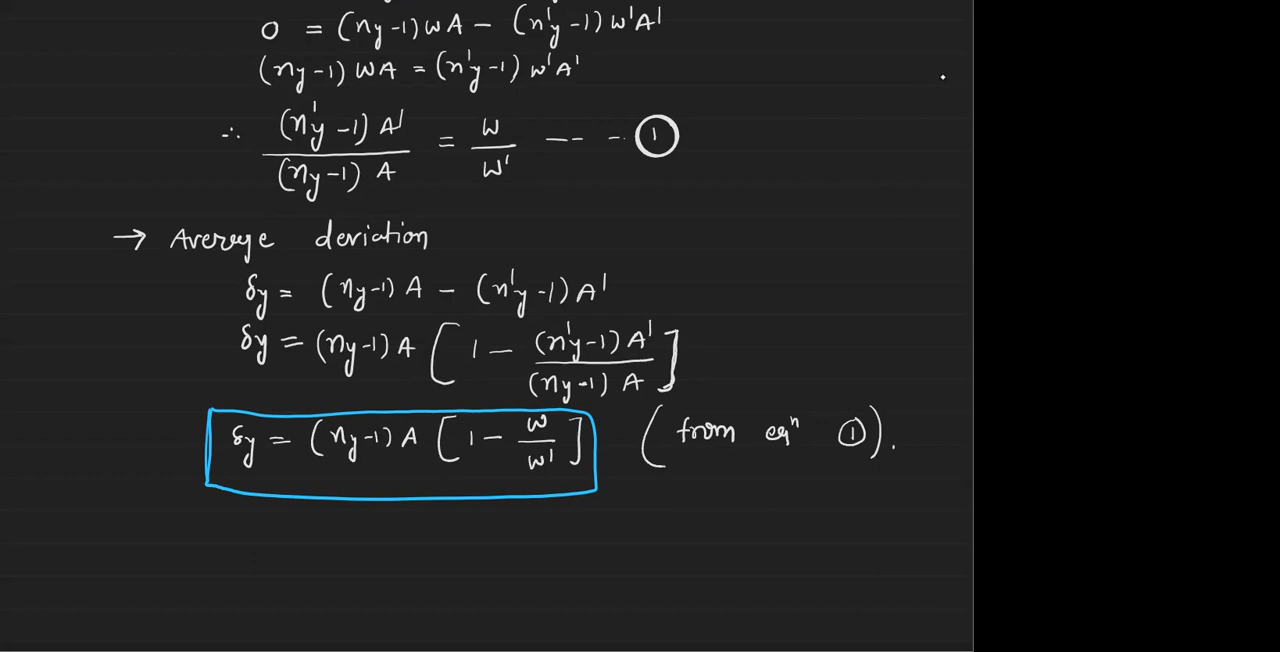 0 = (ny-1) ω A - (n'y-1) ω'A'
(ny-1) ωA = (n'y-1) ω'A'
∴ (n'y-1) A' / (ny-1) A = ω / ω' --- ①
→ Average deviation
δy = (ny-1) A - (n'y-1) A'
δy = (ny-1) A [ 1 - (n'y-1) A' / (ny-1) A ]
δy = (ny-1) A [ 1 - ω / ω' ] (from eqⁿ ①).